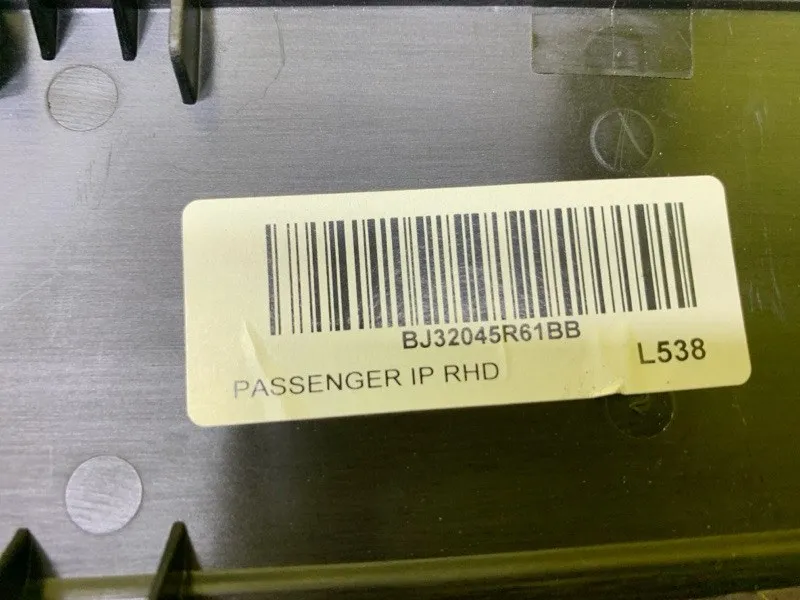 BJ32045R61BB
PASSENGER IP RHD
L538